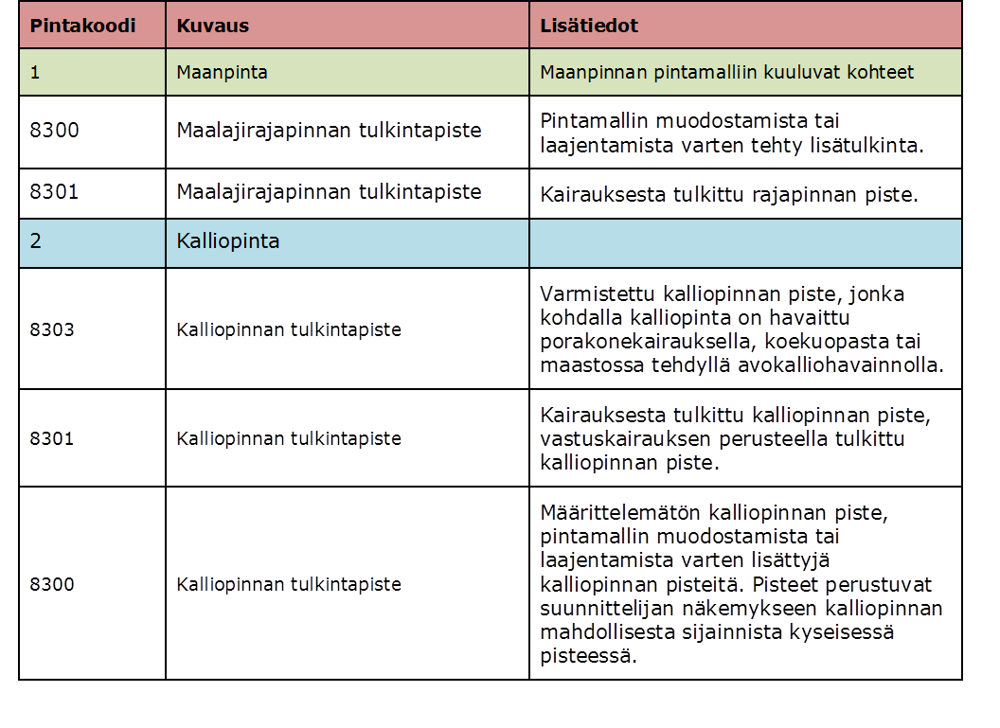 Pintakoodi Kuvaus Lisätiedot
1 Maanpinta Maanpinnan pintamalliin kuuluvat kohteet
8300 Maalajirajapinnan tulkintapiste Pintamallin muodostamista tai
laajentamista varten tehty lisätulkinta.
8301 Maalajirajapinnan tulkintapiste Kairauksesta tulkittu rajapinnan piste.
2 Kalliopinta
8303 Kalliopinnan tulkintapiste Varmistettu kalliopinnan piste, jonka
kohdalla kalliopinta on havaittu
porakonekairauksella, koekuopasta tai
maastossa tehdyllä avokalliohavainnolla.
8301 Kalliopinnan tulkintapiste Kairauksesta tulkittu kalliopinnan piste,
vastuskairauksen perusteella tulkittu
kalliopinnan piste.
8300 Kalliopinnan tulkintapiste Määrittelemätön kalliopinnan piste,
pintamallin muodostamista tai
laajentamista varten lisättyjä
kalliopinnan pisteitä. Pisteet perustuvat
suunnittelijan näkemykseen kalliopinnan
mahdollisesta sijainnista kyseisessä
pisteessä.